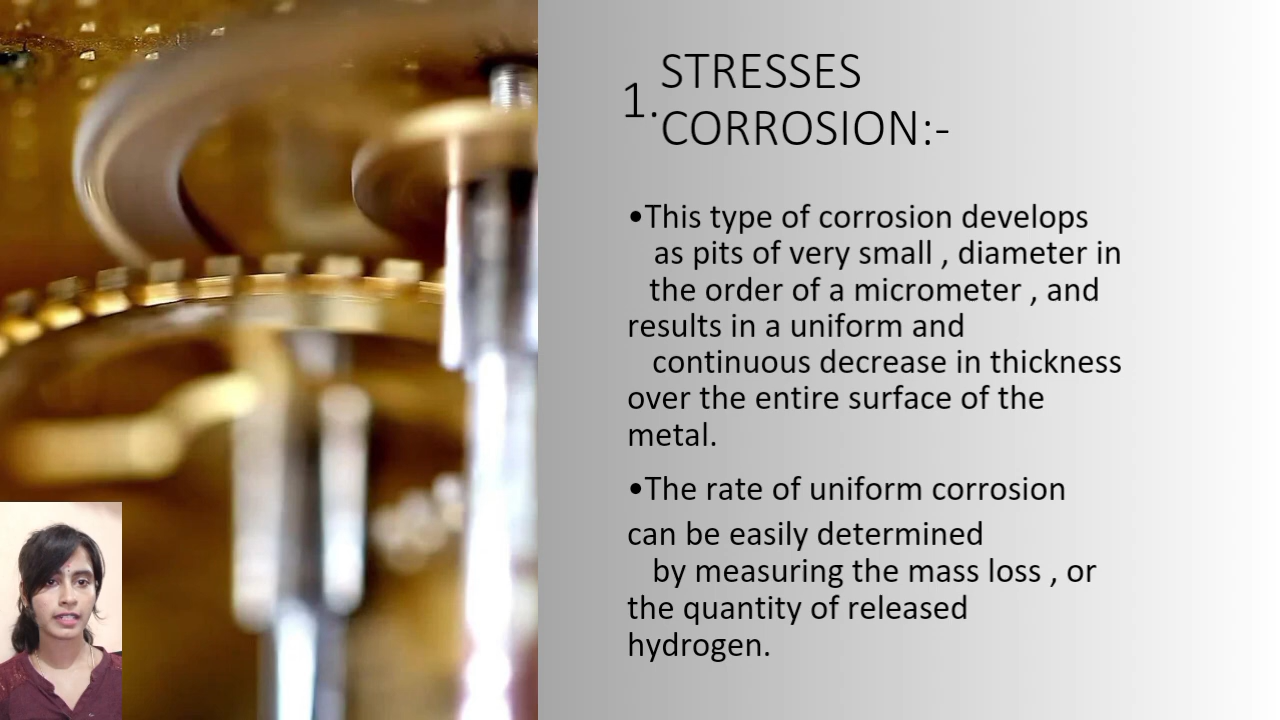 1. STRESSES
CORROSION:-
•This type of corrosion develops
as pits of very small , diameter in
the order of a micrometer , and
results in a uniform and
continuous decrease in thickness
over the entire surface of the
metal.
•The rate of uniform corrosion
can be easily determined
by measuring the mass loss , or
the quantity of released
hydrogen.